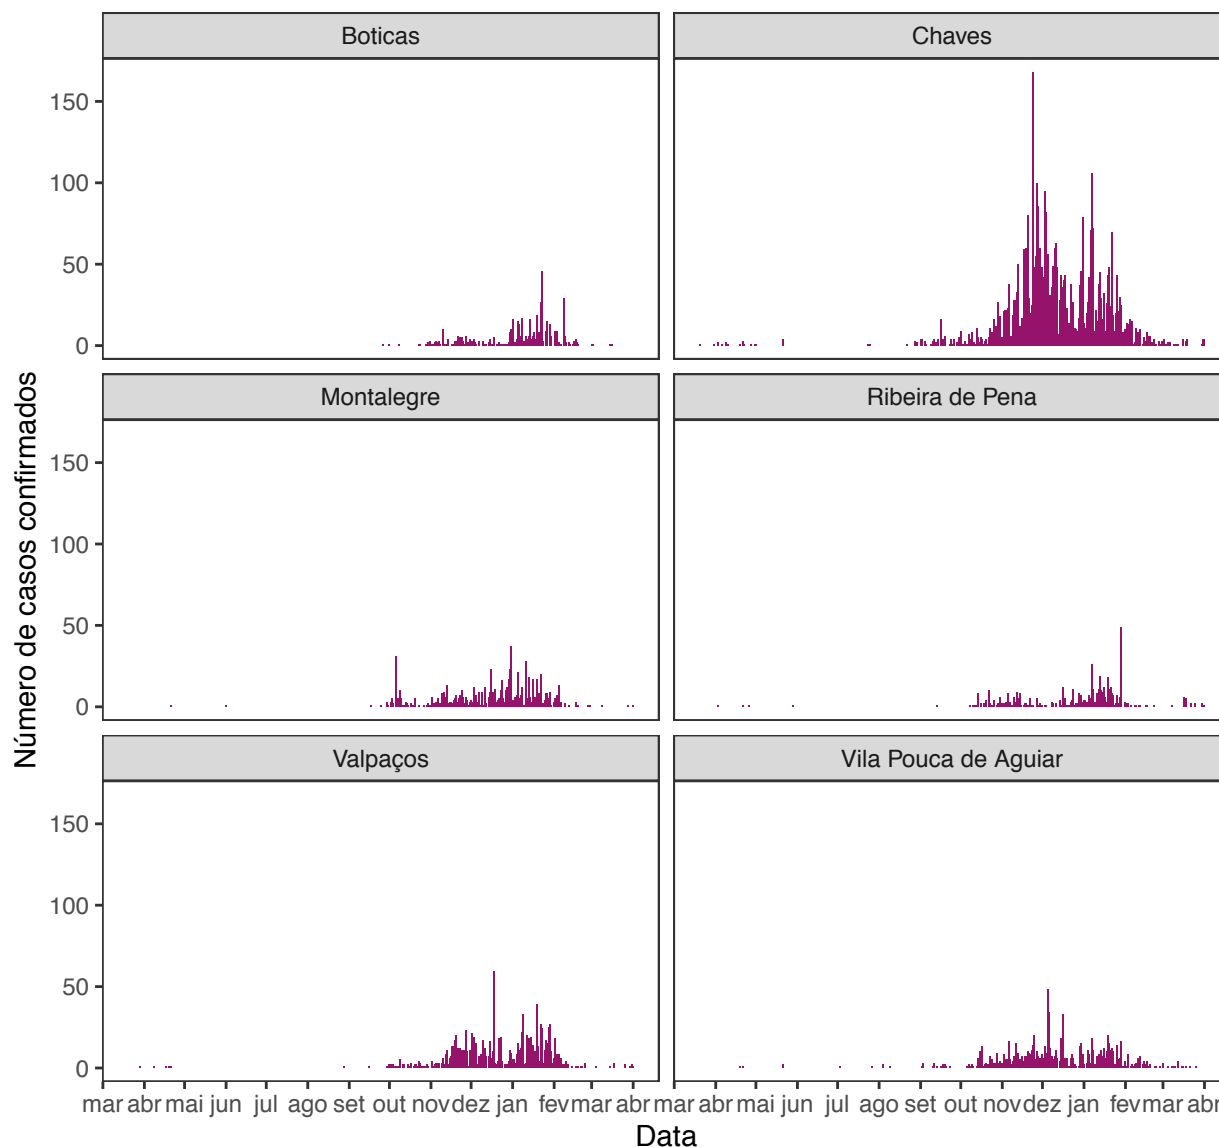 Boticas
Chaves
150
100
50
0
Montalegre
Ribeira de Pena
150
100
50
0
Valpaços
Vila Pouca de Aguiar
150
100
50
0
mar abr mai jun jul ago set out nov dez jan fev mar abr
mar abr mai jun jul ago set out nov dez jan fev mar abr
Data
Número de casos confirmados